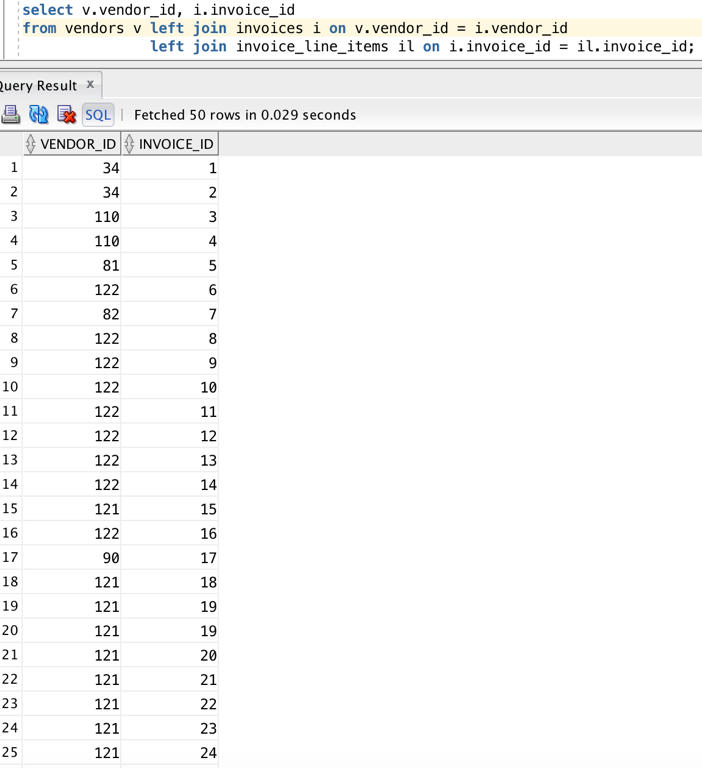 select v.vendor_id, i.invoice_id
from vendors v left join invoices i on v.vendor_id = i.vendor_id
left join invoice_line_items il on i.invoice_id = il.invoice_id;
Query Result x
SQL | Fetched 50 rows in 0.029 seconds
VENDOR_ID INVOICE_ID
1 34 1
2 34 2
3 110 3
4 110 4
5 81 5
6 122 6
7 82 7
8 122 8
9 122 9
10 122 10
11 122 11
12 122 12
13 122 13
14 122 14
15 121 15
16 122 16
17 90 17
18 121 18
19 121 19
20 121 19
21 121 20
22 121 21
23 121 22
24 121 23
25 121 24